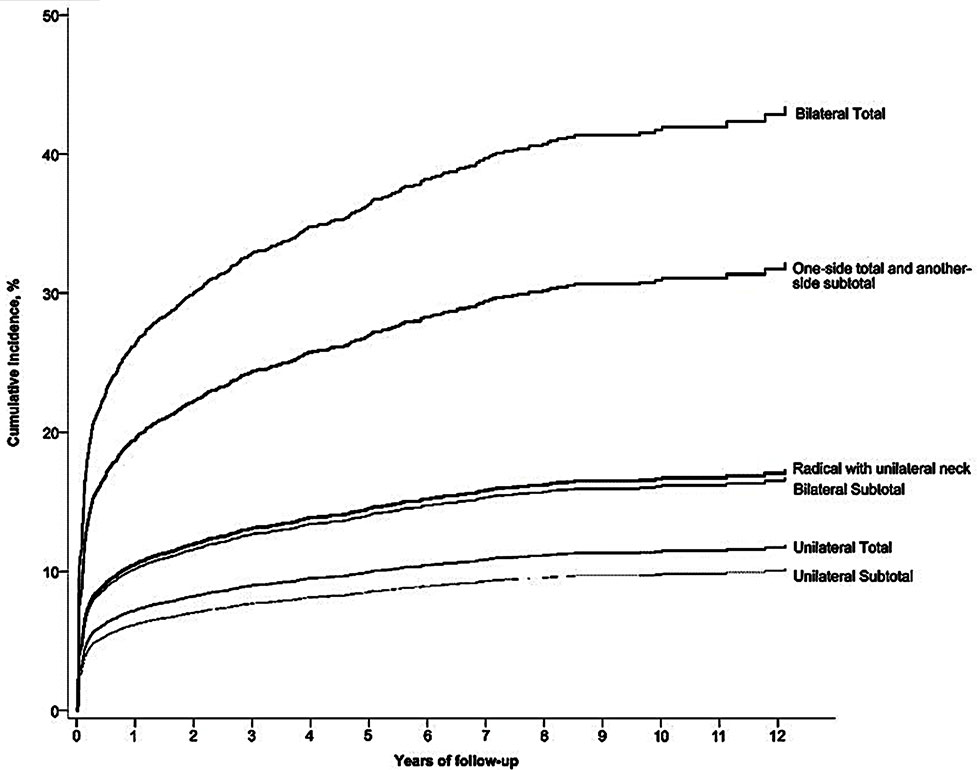 50
40
30
20
10
0
Cumulative Incidence, %
Bilateral Total
One-side total and another-
side subtotal
Radical with unilateral neck
Bilateral Subtotal
Unilateral Total
Unilateral Subtotal
0 1 2 3 4 5 6 7 8 9 10 11 12
Years of follow-up